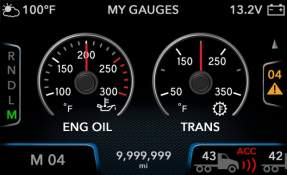 100°F MY GAUGES 13.2V
200
150 250
100 300
°F
ENG OIL
150 250
50 350
°F
TRANS
R
N
D
L
M
04
M 04
9,999,999
mi
43 ACC 42